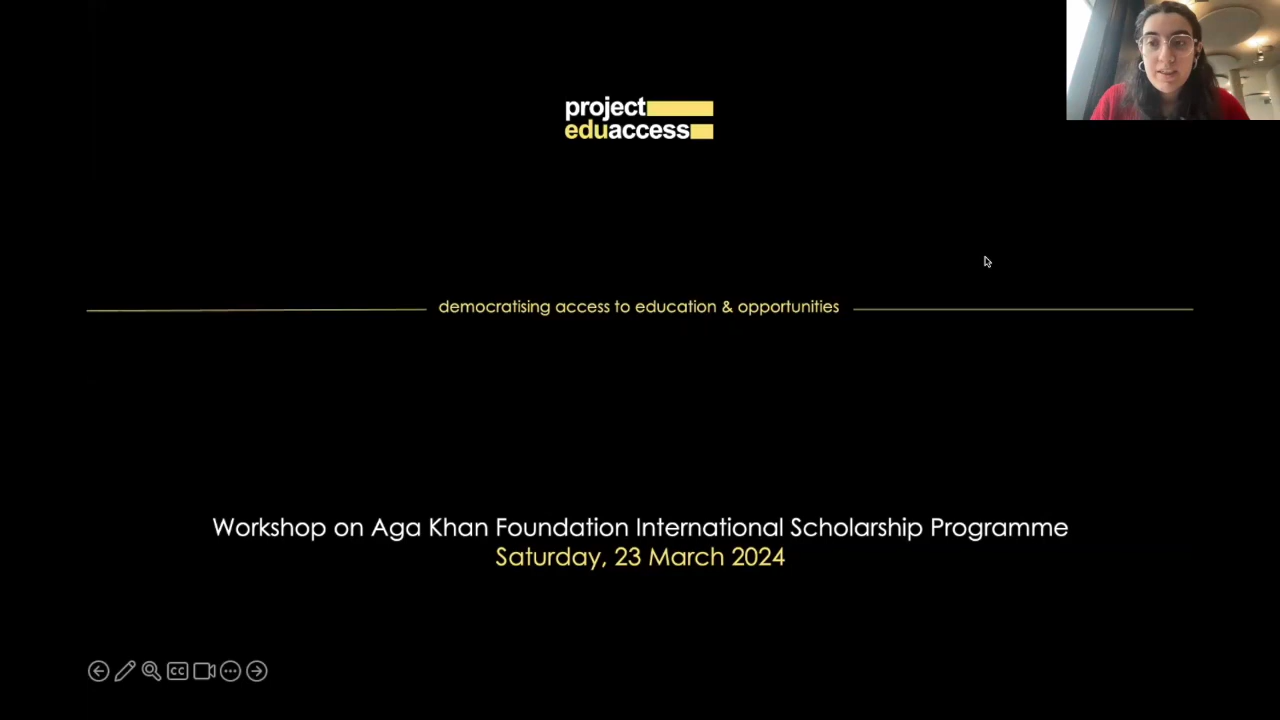 project
eduaccess
democratising access to education & opportunities
Workshop on Aga Khan Foundation International Scholarship Programme
Saturday, 23 March 2024
CC